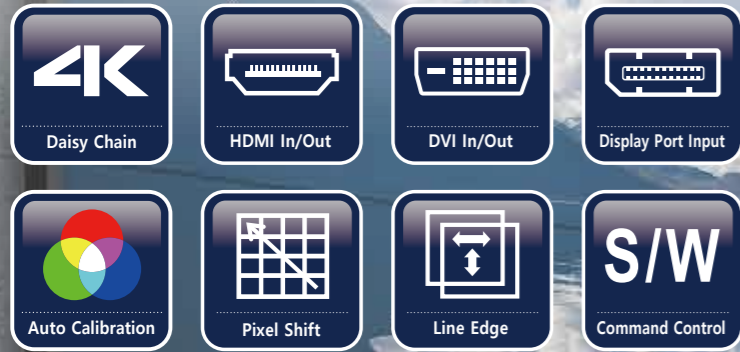 4K
Daisy Chain
HDMI In/Out
DVI In/Out
Display Port Input
Auto Calibration
Pixel Shift
Line Edge
S/W
Command Control